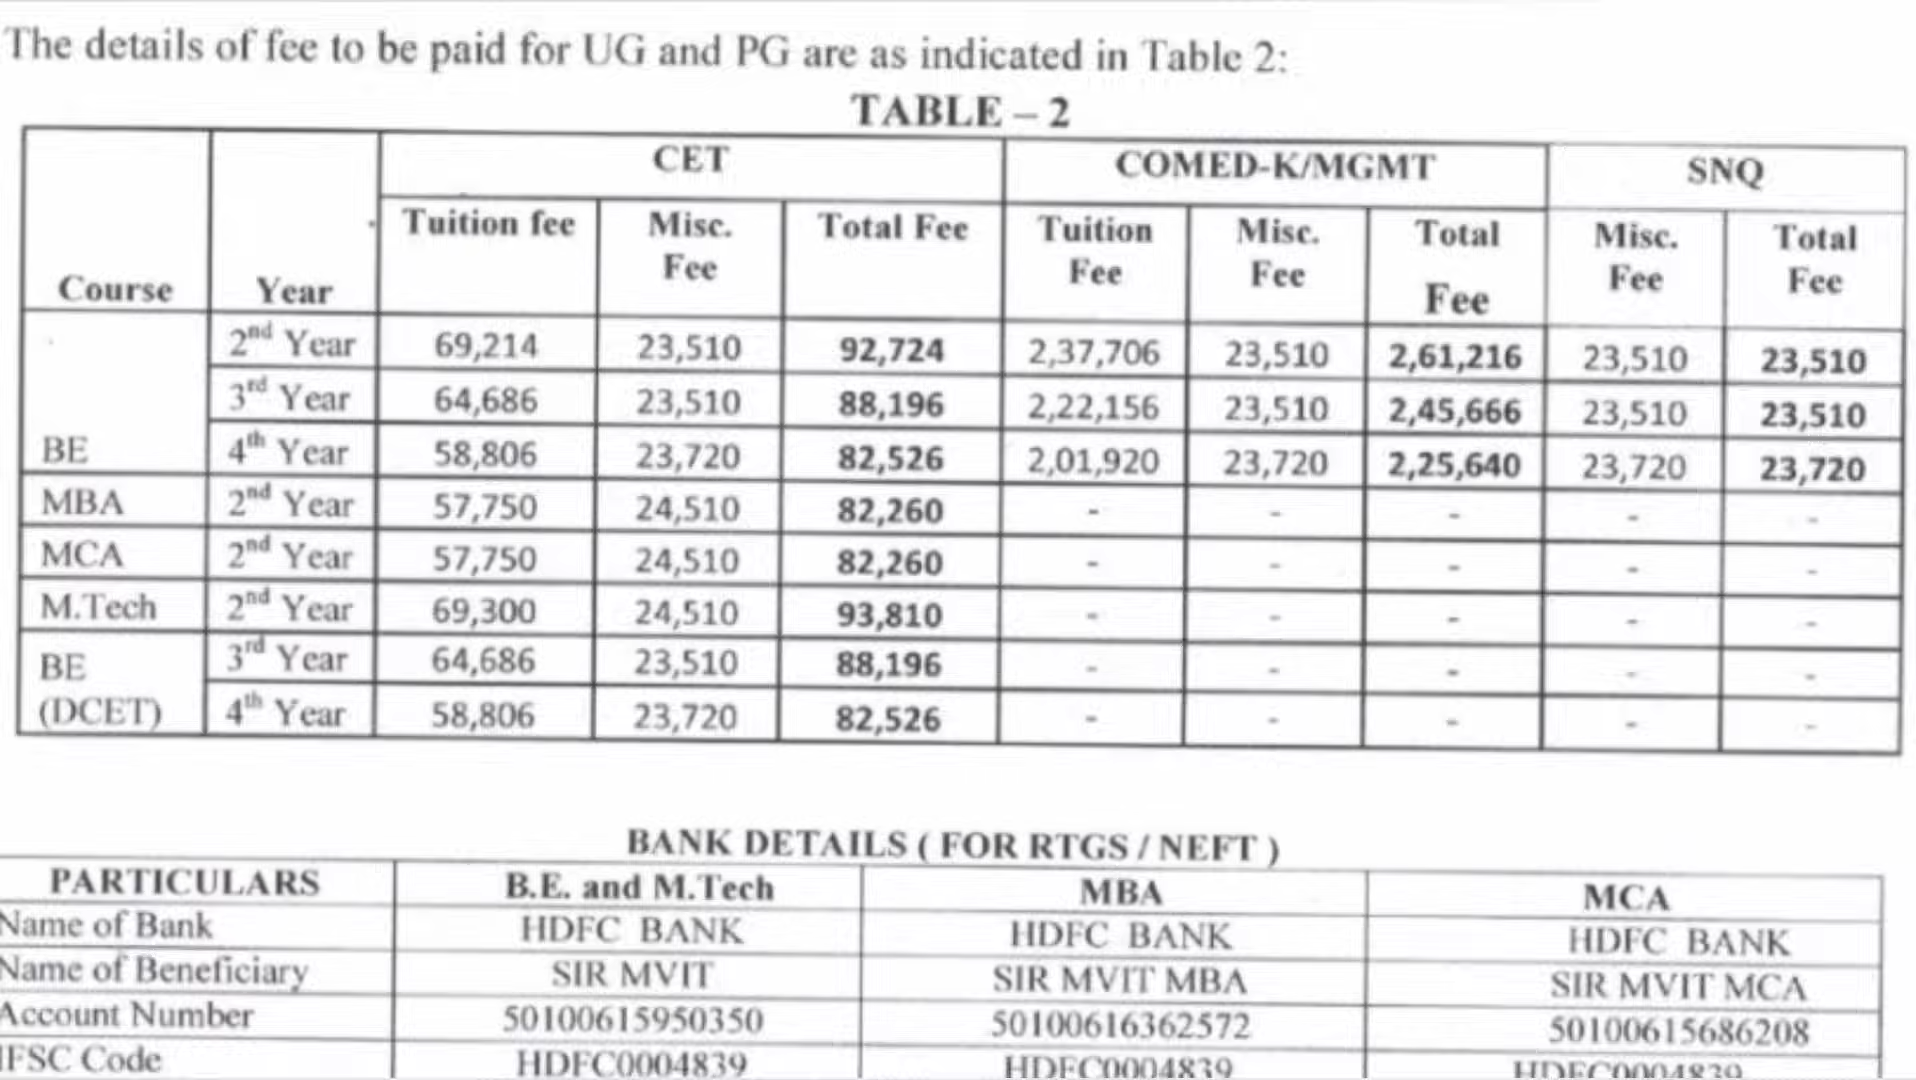 The details of fee to be paid for UG and PG are as indicated in Table 2:
TABLE – 2
Course Year CET COMED-K/MGMT SNQ
Tuition fee Misc. Fee Total Fee Tuition Fee Misc. Fee Total Fee Misc. Fee Total Fee
BE 2nd Year 69,214 23,510 92,724 2,37,706 23,510 2,61,216 23,510 23,510
3rd Year 64,686 23,510 88,196 2,22,156 23,510 2,45,666 23,510 23,510
4th Year 58,806 23,720 82,526 2,01,920 23,720 2,25,640 23,720 23,720
MBA 2nd Year 57,750 24,510 82,260 - - - - -
MCA 2nd Year 57,750 24,510 82,260 - - - - -
M.Tech 2nd Year 69,300 24,510 93,810 - - - - -
BE (DCET) 3rd Year 64,686 23,510 88,196 - - - - -
4th Year 58,806 23,720 82,526 - - - - -
BANK DETAILS ( FOR RTGS / NEFT )
PARTICULARS B.E. and M.Tech MBA MCA
Name of Bank HDFC BANK HDFC BANK HDFC BANK
Name of Beneficiary SIR MVIT SIR MVIT MBA SIR MVIT MCA
Account Number 50100615950350 50100616362572 50100615686208
IFSC Code HDFC0004839 HDFC0004839 HDFC0004839